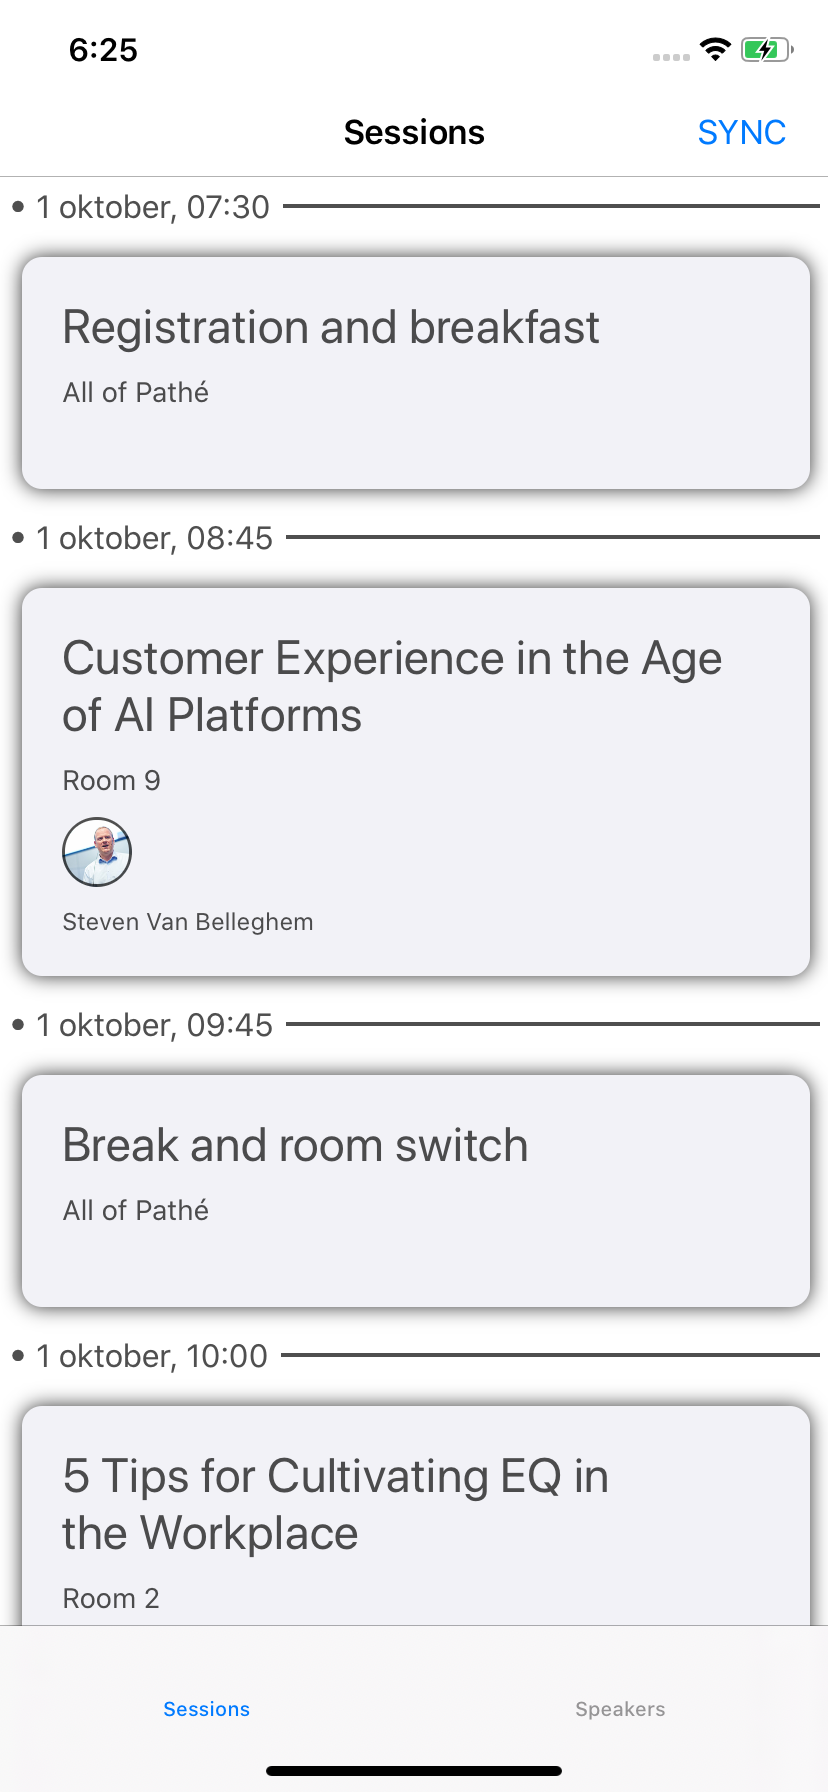 6:25
Sessions
SYNC
• 1 oktober, 07:30
Registration and breakfast
All of Pathé
• 1 oktober, 08:45
Customer Experience in the Age
of AI Platforms
Room 9
Steven Van Belleghem
• 1 oktober, 09:45
Break and room switch
All of Pathé
• 1 oktober, 10:00
5 Tips for Cultivating EQ in
the Workplace
Room 2
Sessions
Speakers